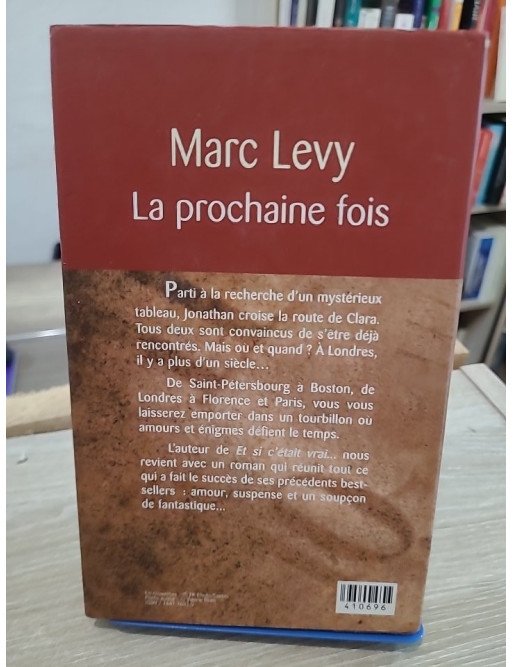 Marc Levy
La prochaine fois
Parti à la recherche d'un mystérieux
tableau, Jonathan croise la route de Clara.
Tous deux sont convaincus de s'être déjà
rencontrés. Mais où et quand ? À Londres,
il y a plus d'un siècle...
De Saint-Pétersbourg à Boston, de
Londres à Florence et Paris, vous vous
laisserez emporter dans un tourbillon où
amours et énigmes défient le temps.
L'auteur de Et si c'était vrai... nous
revient avec un roman qui réunit tout ce
qui a fait le succès de ses précédents best-
sellers : amour, suspense et un soupçon
de fantastique...
410696